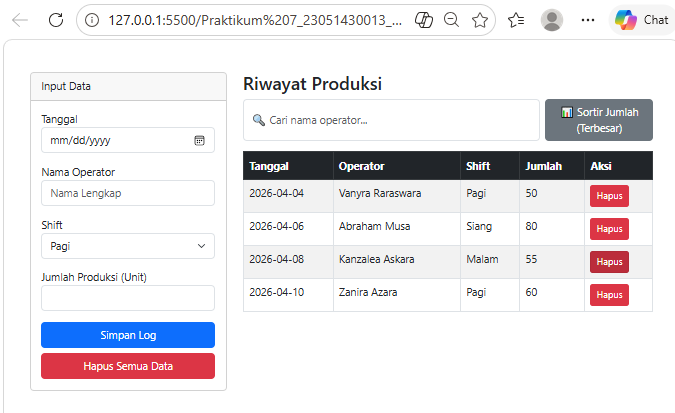 127.0.0.1:5500/Praktikum%207_23051430013_...
Chat
Input Data
Tanggal
mm/dd/yyyy
Nama Operator
Nama Lengkap
Shift
Pagi
Jumlah Produksi (Unit)
Simpan Log
Hapus Semua Data
Riwayat Produksi
Cari nama operator...
Sortir Jumlah
(Terbesar)
Tanggal Operator Shift Jumlah Aksi
2026-04-04 Vanyra Raraswara Pagi 50 Hapus
2026-04-06 Abraham Musa Siang 80 Hapus
2026-04-08 Kanzalea Askara Malam 55 Hapus
2026-04-10 Zanira Azara Pagi 60 Hapus